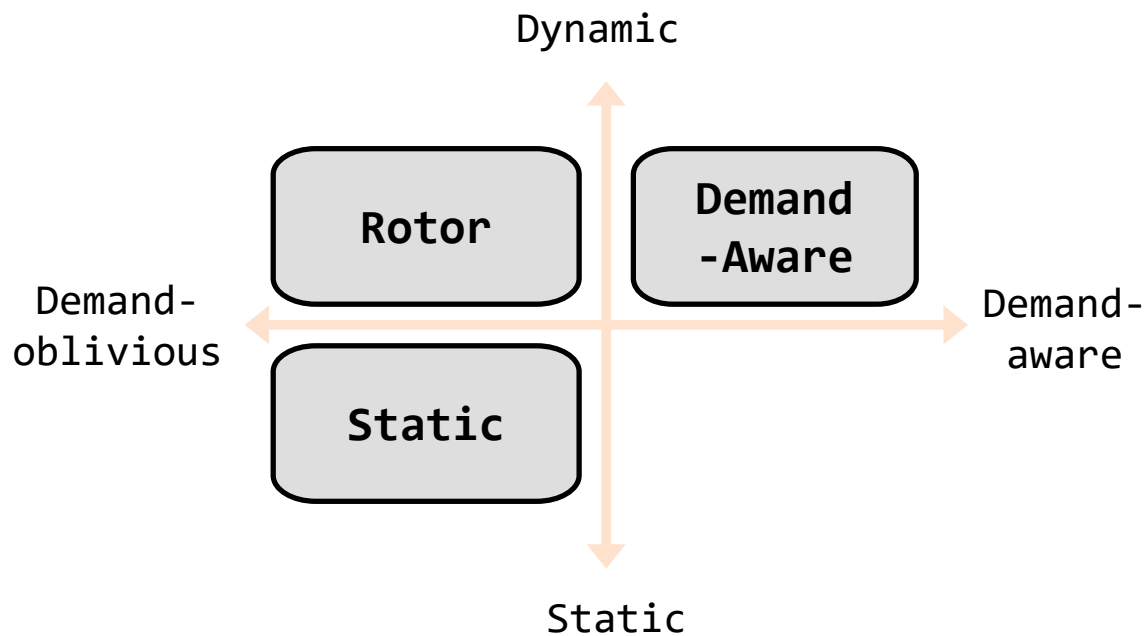 Dynamic
Rotor
Demand
-Aware
Demand-
oblivious
Demand-
aware
Static
Static